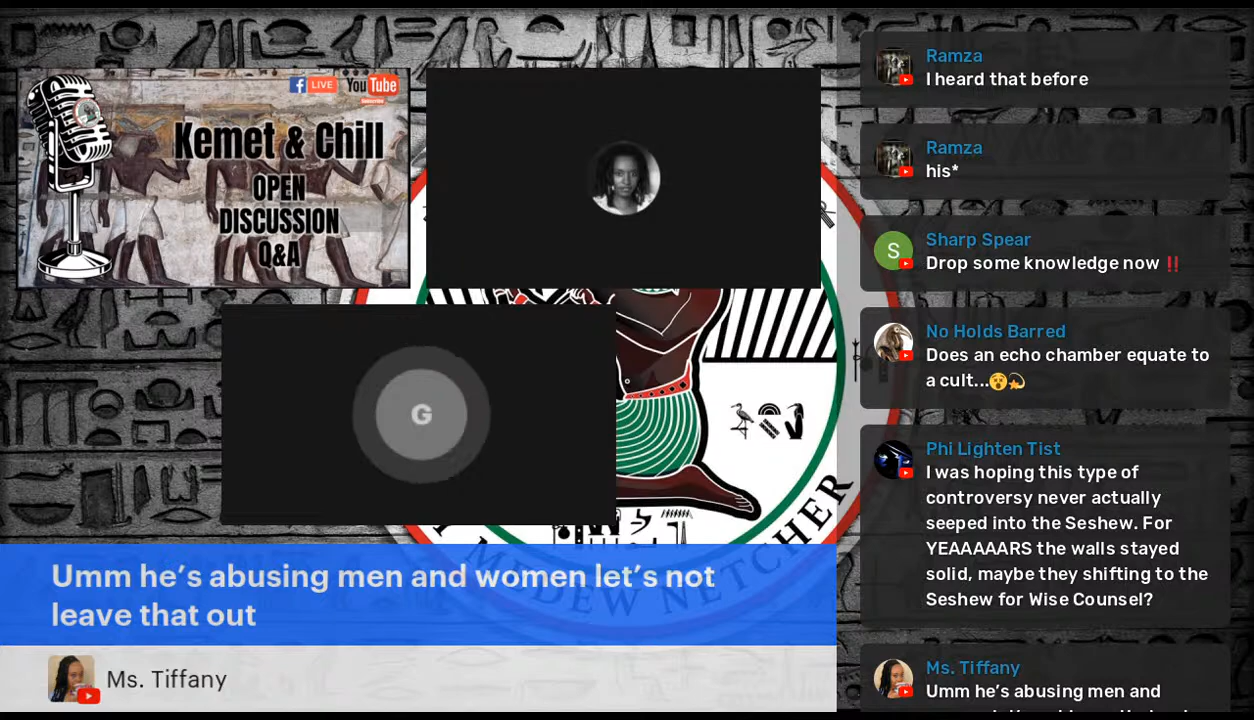 LIVE
YouTube
Subscribe
Kemet & Chill
OPEN
DISCUSSION
Q&A
G
MEDEW NETCHER
Umm he’s abusing men and women let’s not
leave that out
Ms. Tiffany
Ramza
I heard that before
Ramza
his*
S
Sharp Spear
Drop some knowledge now ‼️
No Holds Barred
Does an echo chamber equate to
a cult...😵💫
Phi Lighten Tist
I was hoping this type of
controversy never actually
seeped into the Seshew. For
YEAAAAARS the walls stayed
solid, maybe they shifting to the
Seshew for Wise Counsel?
Ms. Tiffany
Umm he’s abusing men and